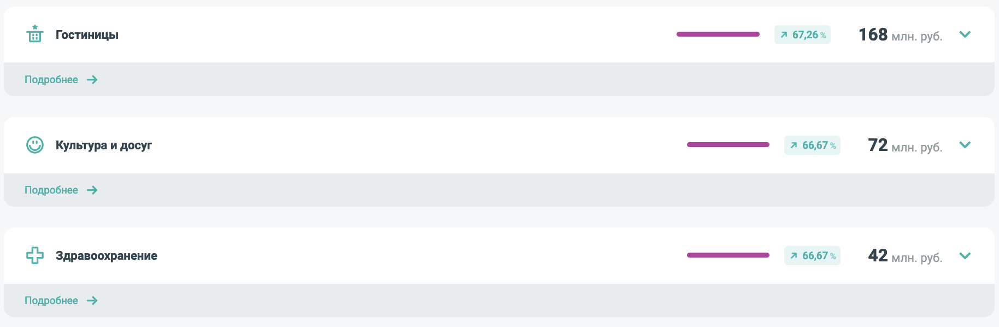 Гостиницы 67,26 % 168 млн. руб.
Подробнее
Культура и досуг 66,67 % 72 млн. руб.
Подробнее
Здравоохранение 66,67 % 42 млн. руб.
Подробнее